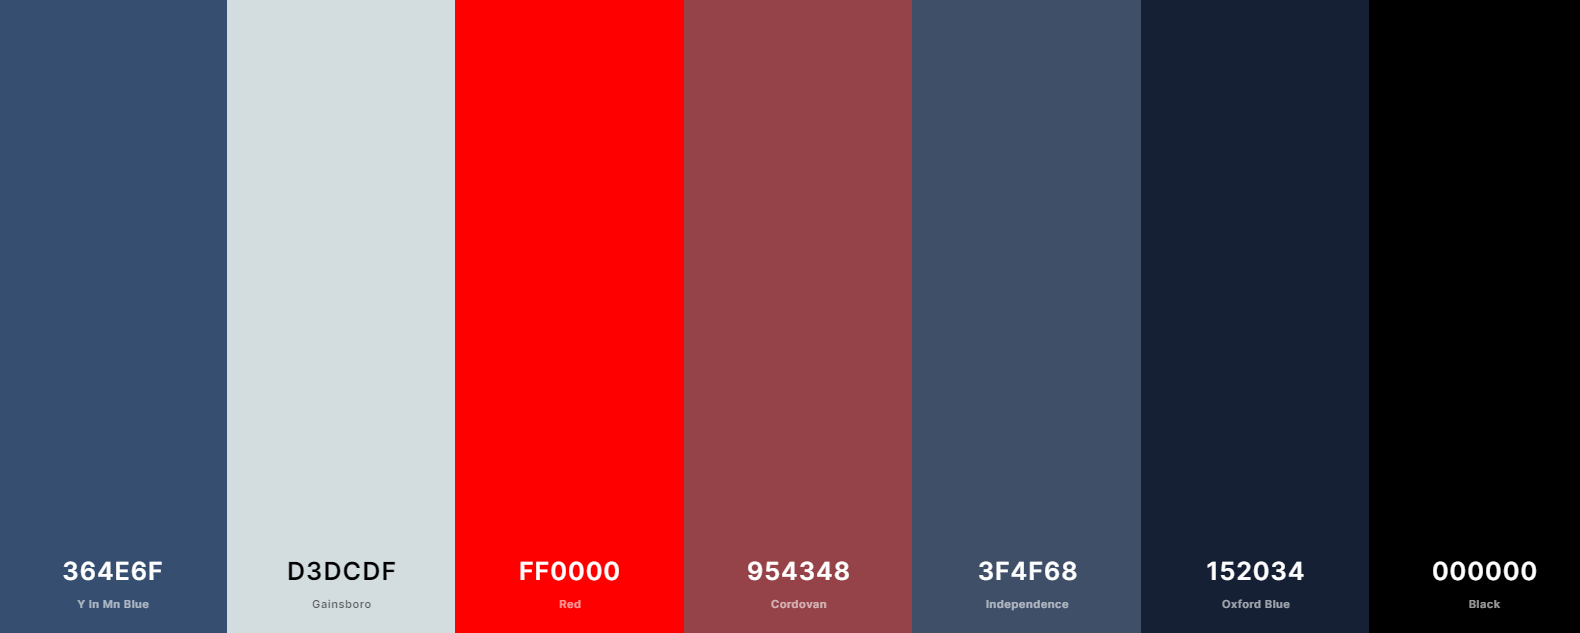 364E6F
Y In Mn Blue
D3DCDF
Gainsboro
FF0000
Red
954348
Cordovan
3F4F68
Independence
152034
Oxford Blue
000000
Black